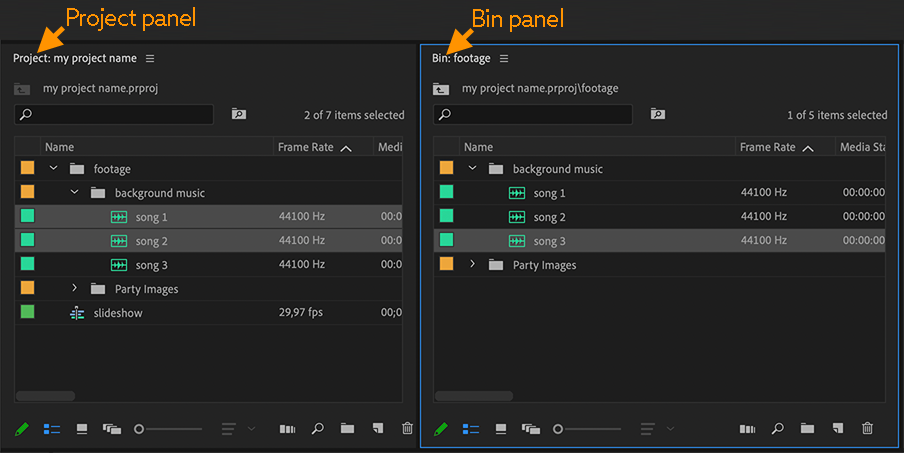 Project panel
Bin panel
Project: my project name
my project name.prproj
2 of 7 items selected
Name Frame Rate Medi
footage
background music
song 1 44100 Hz 00:0
song 2 44100 Hz 00:0
song 3 44100 Hz 00:0
Party Images
slideshow 29,97 fps 00;0
Bin: footage
my project name.prproj\footage
1 of 5 items selected
Name Frame Rate Media Sta
background music
song 1 44100 Hz 00:00:00
song 2 44100 Hz 00:00:00
song 3 44100 Hz 00:00:00
Party Images